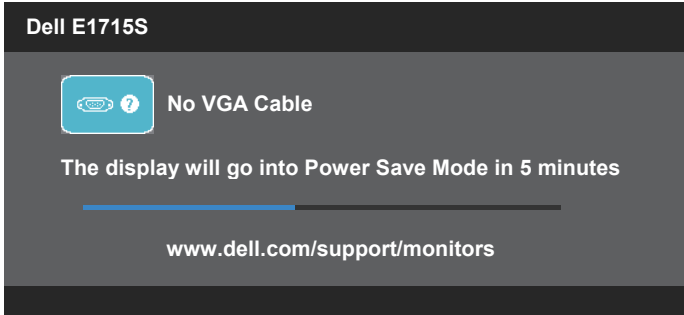 Dell E1715S
No VGA Cable
The display will go into Power Save Mode in 5 minutes
www.dell.com/support/monitors